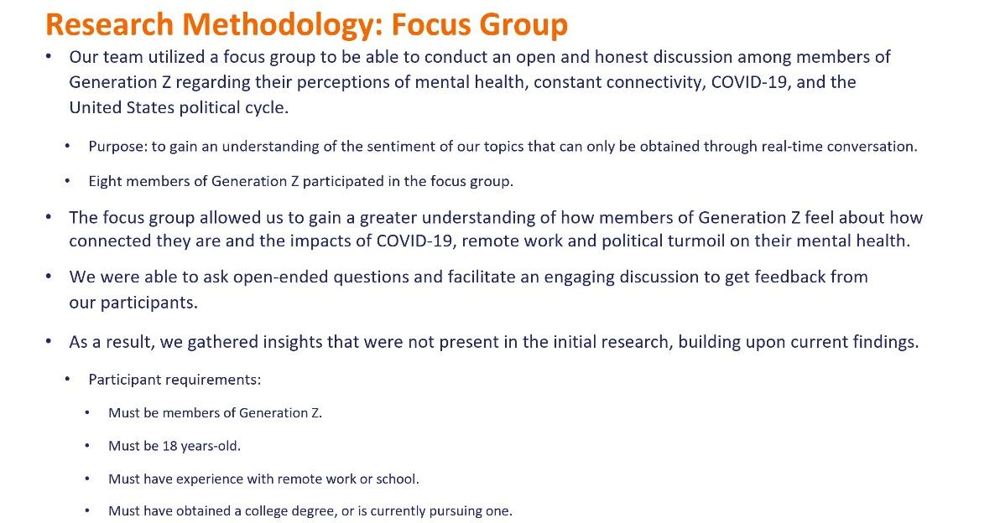 Research Methodology: Focus Group
• Our team utilized a focus group to be able to conduct an open and honest discussion among members of
Generation Z regarding their perceptions of mental health, constant connectivity, COVID-19, and the
United States political cycle.
• Purpose: to gain an understanding of the sentiment of our topics that can only be obtained through real-time conversation.
• Eight members of Generation Z participated in the focus group.
• The focus group allowed us to gain a greater understanding of how members of Generation Z feel about how
connected they are and the impacts of COVID-19, remote work and political turmoil on their mental health.
• We were able to ask open-ended questions and facilitate an engaging discussion to get feedback from
our participants.
• As a result, we gathered insights that were not present in the initial research, building upon current findings.
• Participant requirements:
• Must be members of Generation Z.
• Must be 18 years-old.
• Must have experience with remote work or school.
• Must have obtained a college degree, or is currently pursuing one.